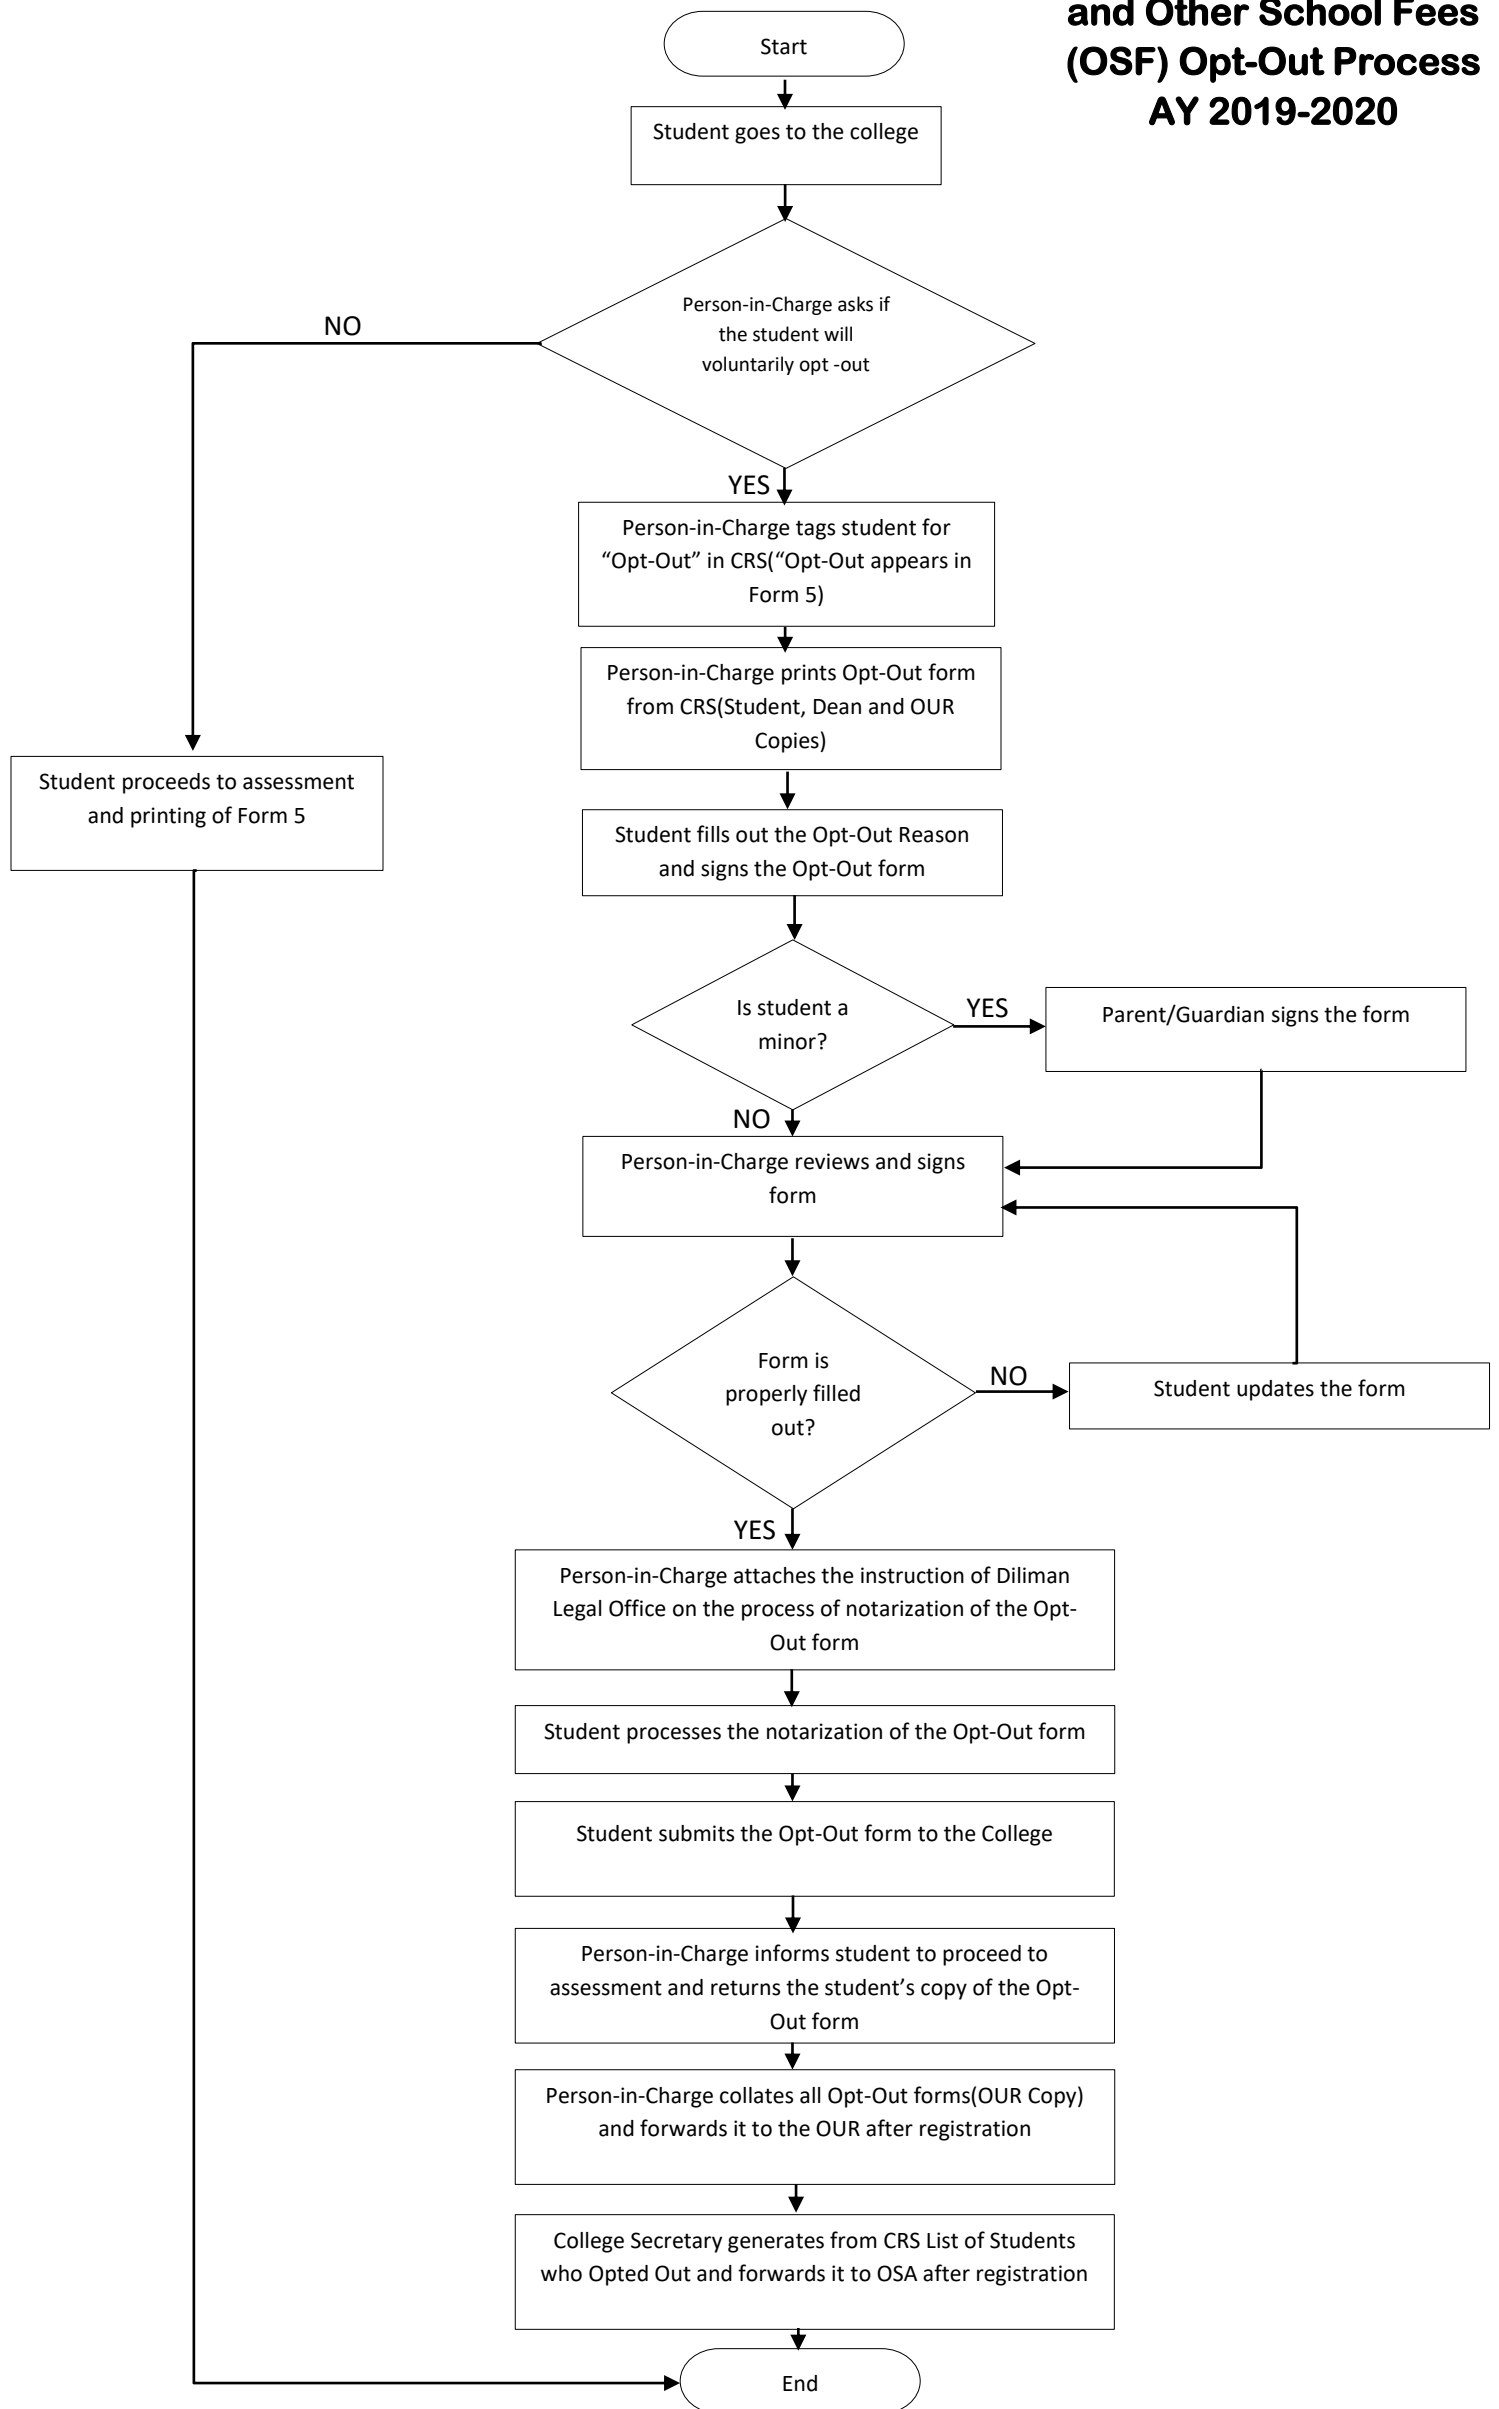 and Other School Fees
(OSF) Opt-Out Process
AY 2019-2020
Start
Student goes to the college
Person-in-Charge asks if
the student will
voluntarily opt -out
NO
YES
Person-in-Charge tags student for
“Opt-Out” in CRS(“Opt-Out appears in
Form 5)
Person-in-Charge prints Opt-Out form
from CRS(Student, Dean and OUR
Copies)
Student proceeds to assessment
and printing of Form 5
Student fills out the Opt-Out Reason
and signs the Opt-Out form
Is student a
minor?
YES
Parent/Guardian signs the form
NO
Person-in-Charge reviews and signs
form
Form is
properly filled
out?
NO
Student updates the form
YES
Person-in-Charge attaches the instruction of Diliman
Legal Office on the process of notarization of the Opt-
Out form
Student processes the notarization of the Opt-Out form
Student submits the Opt-Out form to the College
Person-in-Charge informs student to proceed to
assessment and returns the student’s copy of the Opt-
Out form
Person-in-Charge collates all Opt-Out forms(OUR Copy)
and forwards it to the OUR after registration
College Secretary generates from CRS List of Students
who Opted Out and forwards it to OSA after registration
End